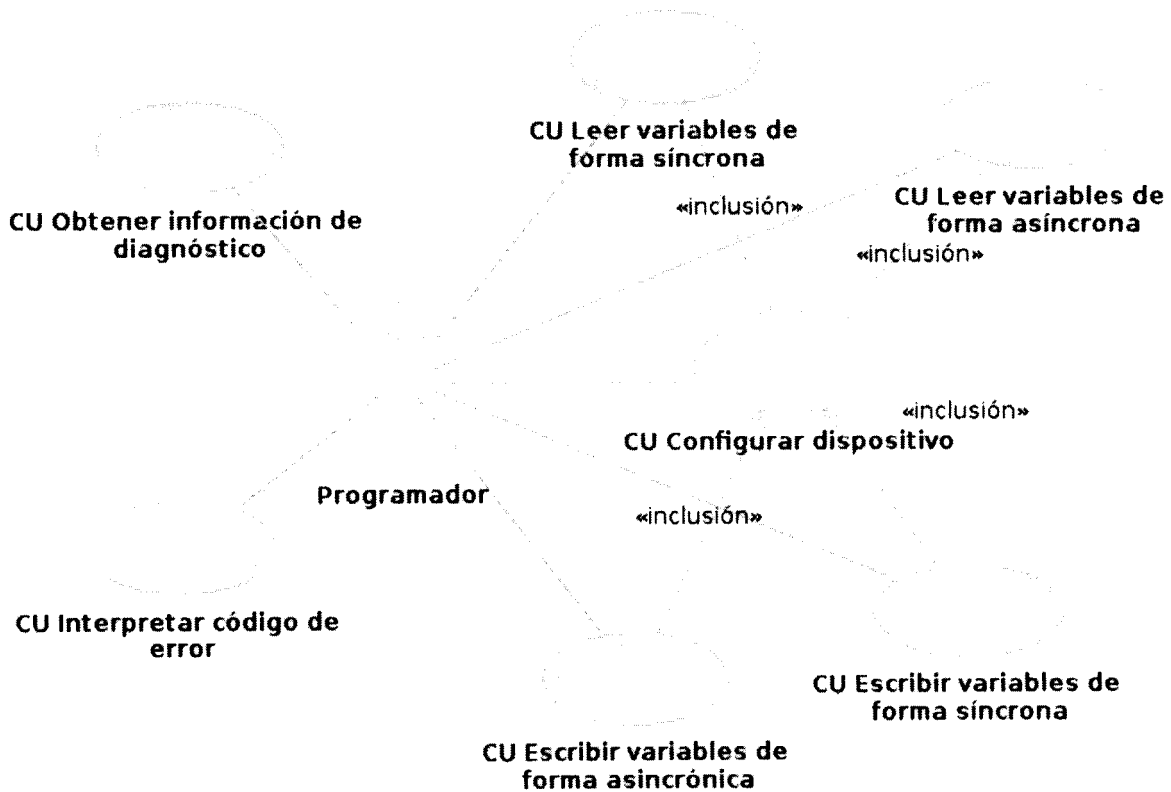 CU Leer variables de
forma síncrona
«inclusión»
CU Leer variables de
forma asíncrona
«inclusión»
CU Obtener información de
diagnóstico
«inclusión»
CU Configurar dispositivo
Programador
«inclusión»
CU Interpretar código de
error
CU Escribir variables de
forma síncrona
CU Escribir variables de
forma asincrónica